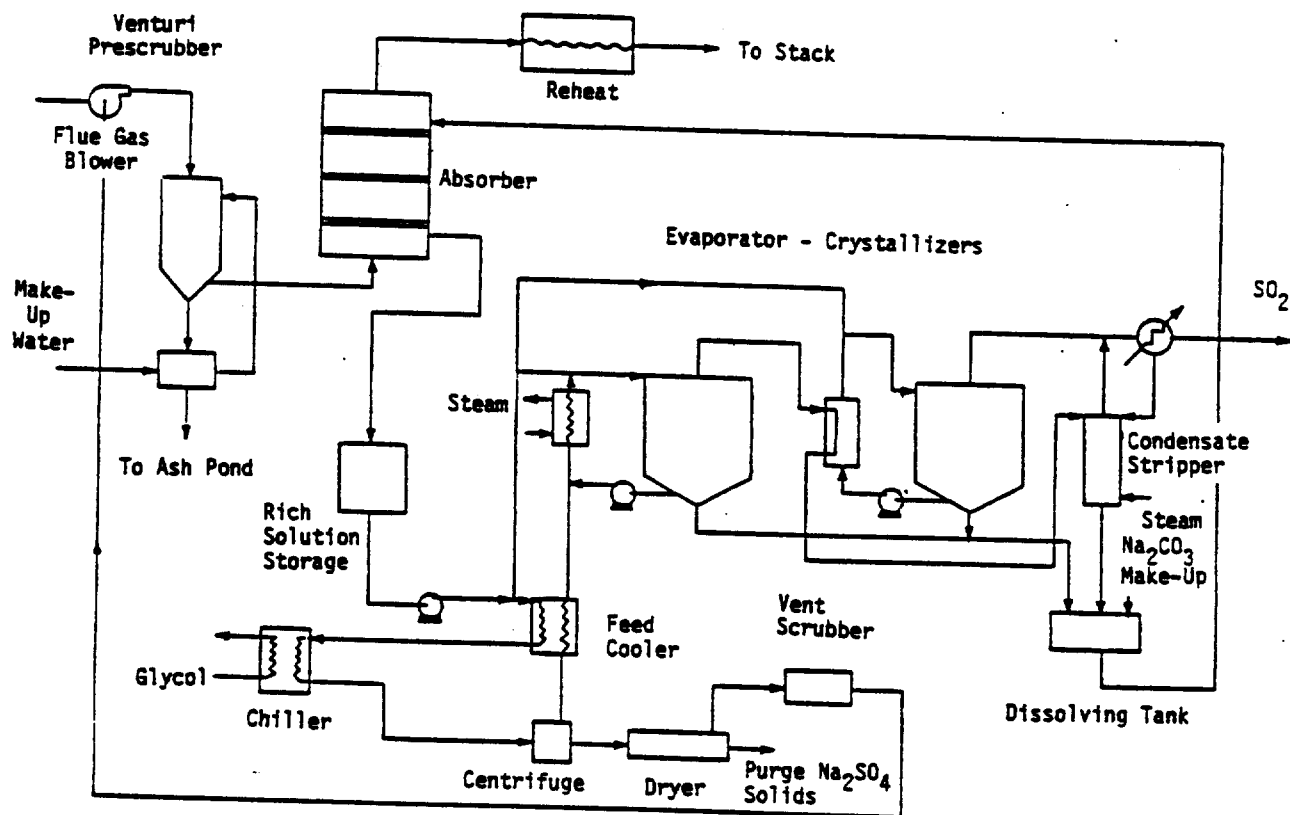 Venturi
Prescrubber
To Stack
Reheat
Flue Gas
Blower
Absorber
Evaporator - Crystallizers
Make-
Up
Water
SO2
Steam
Condensate
Stripper
To Ash Pond
Rich
Solution
Storage
Steam
Na2CO3
Make-Up
Vent
Scrubber
Feed
Cooler
Glycol
Chiller
Dissolving Tank
Centrifuge
Dryer
Purge Na2SO4
Solids